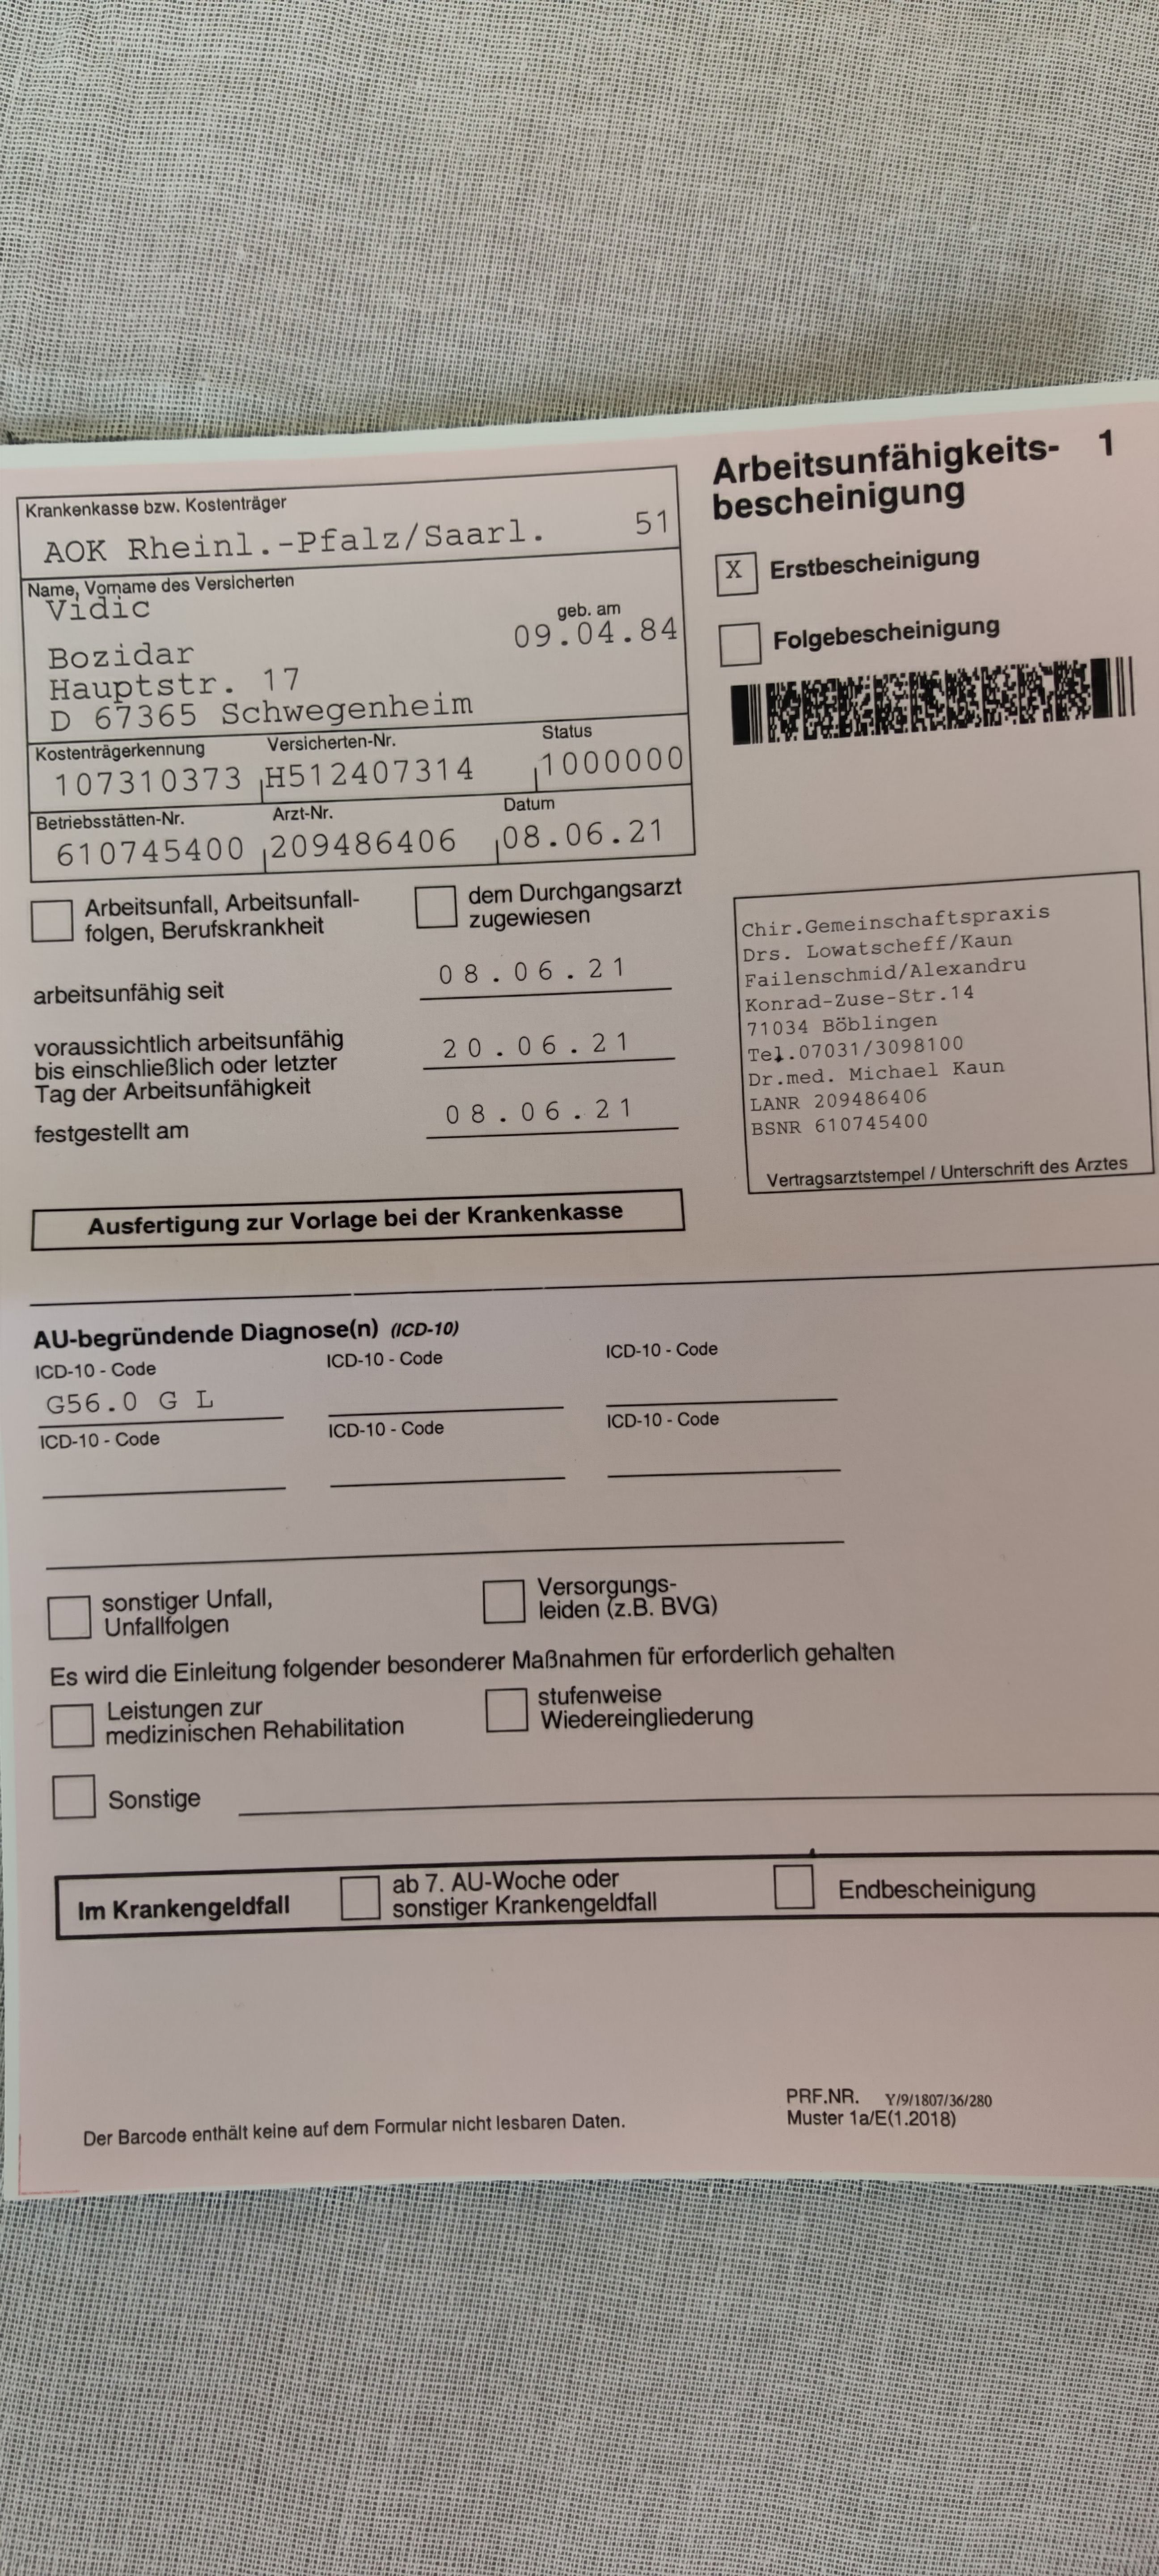 Arbeitsunfähigkeits- 1
bescheinigung
Krankenkasse bzw. Kostenträger
AOK Rheinl.-Pfalz/Saarl. 51
Name, Vorname des Versicherten
Vidic
geb. am
09.04.84
Bozidar
Hauptstr. 17
D 67365 Schwegenheim
Kostenträgerkennung Versicherten-Nr. Status
107310373 H512407314 1000000
Betriebsstätten-Nr. Arzt-Nr. Datum
610745400 209486406 08.06.21
X Erstbescheinigung
Folgebescheinigung
Arbeitsunfall, Arbeitsunfall-
folgen, Berufskrankheit
dem Durchgangsarzt
zugewiesen
arbeitsunfähig seit 08.06.21
voraussichtlich arbeitsunfähig
bis einschließlich oder letzter 20.06.21
Tag der Arbeitsunfähigkeit
festgestellt am 08.06.21
Chir.Gemeinschaftspraxis
Drs. Lowatscheff/Kaun
Failenschmid/Alexandru
Konrad-Zuse-Str.14
71034 Böblingen
Tel.07031/3098100
Dr.med. Michael Kaun
LANR 209486406
BSNR 610745400
Vertragsarztstempel / Unterschrift des Arztes
Ausfertigung zur Vorlage bei der Krankenkasse
AU-begründende Diagnose(n) (ICD-10)
ICD-10 - Code ICD-10 - Code ICD-10 - Code
G56.0 G L
ICD-10 - Code ICD-10 - Code ICD-10 - Code
sonstiger Unfall,
Unfallfolgen
Versorgungs-
leiden (z.B. BVG)
Es wird die Einleitung folgender besonderer Maßnahmen für erforderlich gehalten
Leistungen zur
medizinischen Rehabilitation
stufenweise
Wiedereingliederung
Sonstige
Im Krankengeldfall
ab 7. AU-Woche oder
sonstiger Krankengeldfall
Endbescheinigung
Der Barcode enthält keine auf dem Formular nicht lesbaren Daten.
PRF.NR. Y/9/1807/36/280
Muster 1a/E(1.2018)